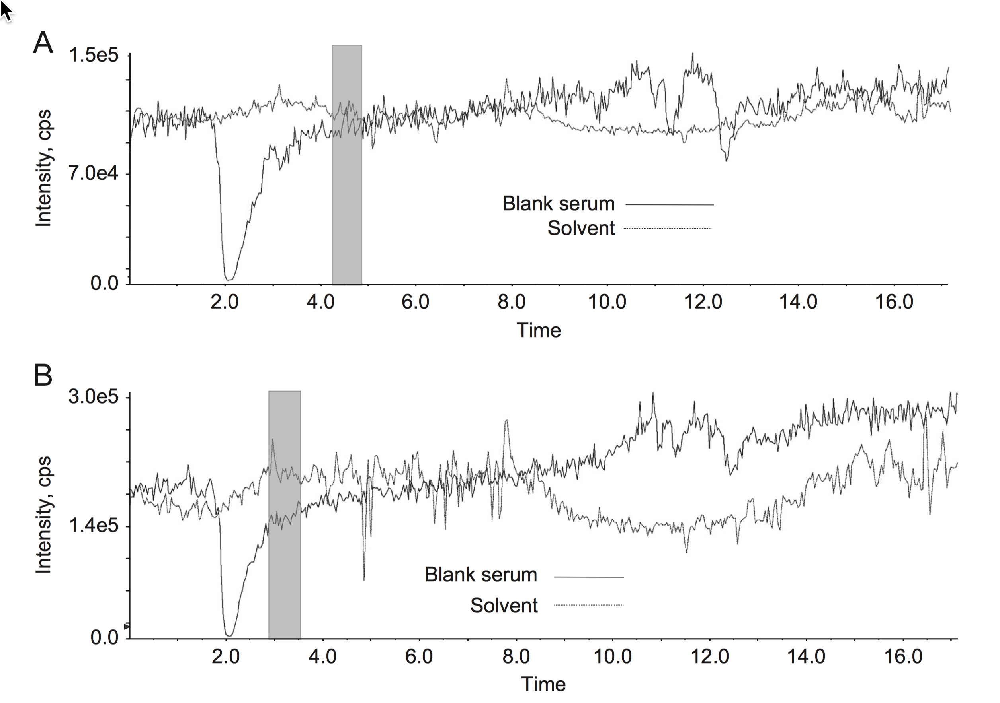 A
1.5e5
7.0e4
0.0
Intensity, cps
Blank serum
Solvent
2.0 4.0 6.0 8.0 10.0 12.0 14.0 16.0
Time
B
3.0e5
1.4e5
0.0
Intensity, cps
Blank serum
Solvent
2.0 4.0 6.0 8.0 10.0 12.0 14.0 16.0
Time